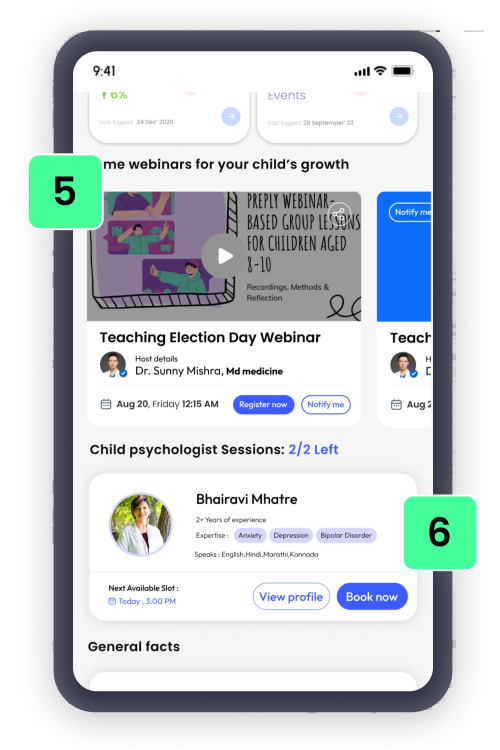 9:41
6%
Events
Last logged 24 Dec' 2020
Last logged 28 Septemper' 22
5
me webinars for your child's growth
PREPLY WEBINAR-
BASED GROUP LESSONS
FOR CHILDREN AGED
8-10
Recordings, Methods &
Reflection
Notify me
Teaching Election Day Webinar
Host details
Dr. Sunny Mishra, Md medicine
Aug 20, Friday 12:15 AM
Register now
Notify me
Teach
H
Aug 2
Child psychologist Sessions: 2/2 Left
6
Bhairavi Mhatre
2+ Years of experience
Expertise : Anxiety Depression Bipolar Disorder
Speaks : English,Hindi,Marathi,Kannada
Next Available Slot :
Today , 3:00 PM
View profile
Book now
General facts